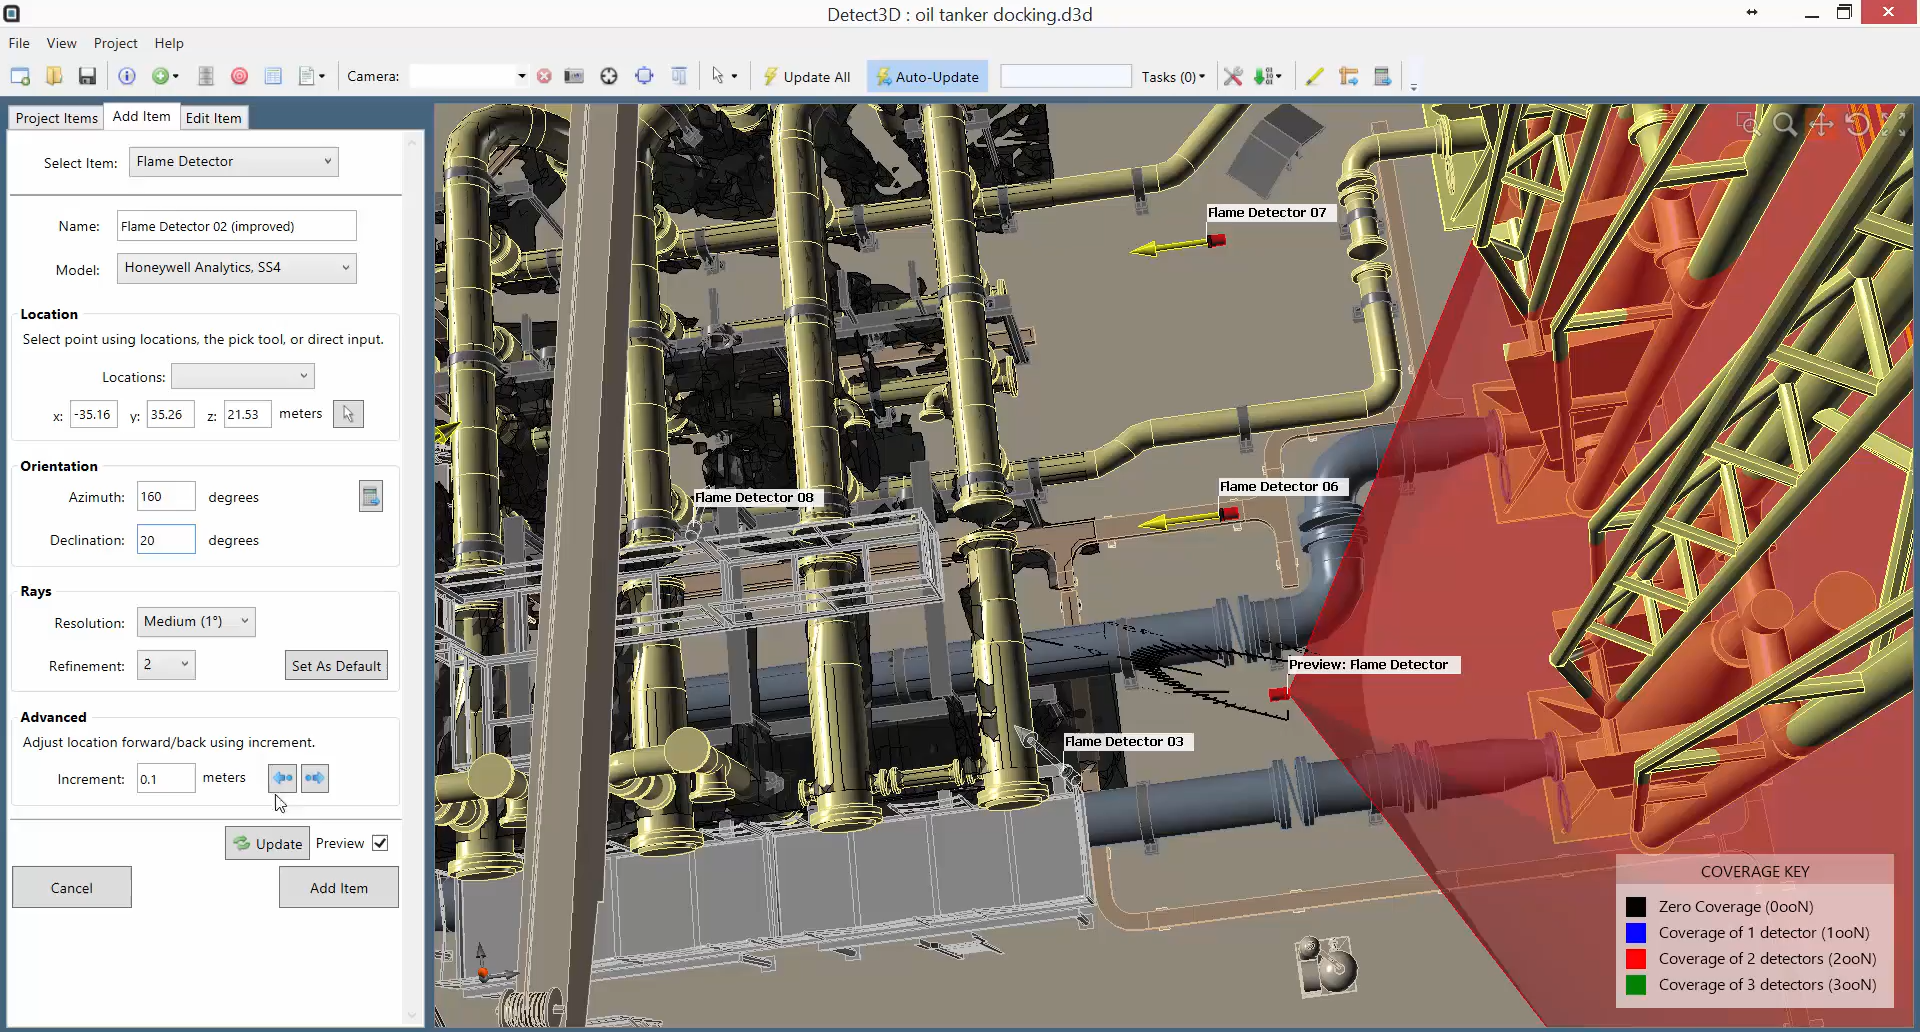 Detect3D : oil tanker docking.d3d
File View Project Help
Camera: Update All Auto-Update Tasks (0)
Project Items Add Item Edit Item
Select Item: Flame Detector
Name: Flame Detector 02 (improved)
Model: Honeywell Analytics, SS4
Location
Select point using locations, the pick tool, or direct input.
Locations:
x: -35.16 y: 35.26 z: 21.53 meters
Orientation
Azimuth: 160 degrees
Declination: 20 degrees
Rays
Resolution: Medium (1°)
Refinement: 2 Set As Default
Advanced
Adjust location forward/back using increment.
Increment: 0.1 meters
Update Preview
Cancel Add Item
Flame Detector 07
Flame Detector 06
Flame Detector 08
Preview: Flame Detector
Flame Detector 03
COVERAGE KEY
Zero Coverage (0ooN)
Coverage of 1 detector (1ooN)
Coverage of 2 detectors (2ooN)
Coverage of 3 detectors (3ooN)